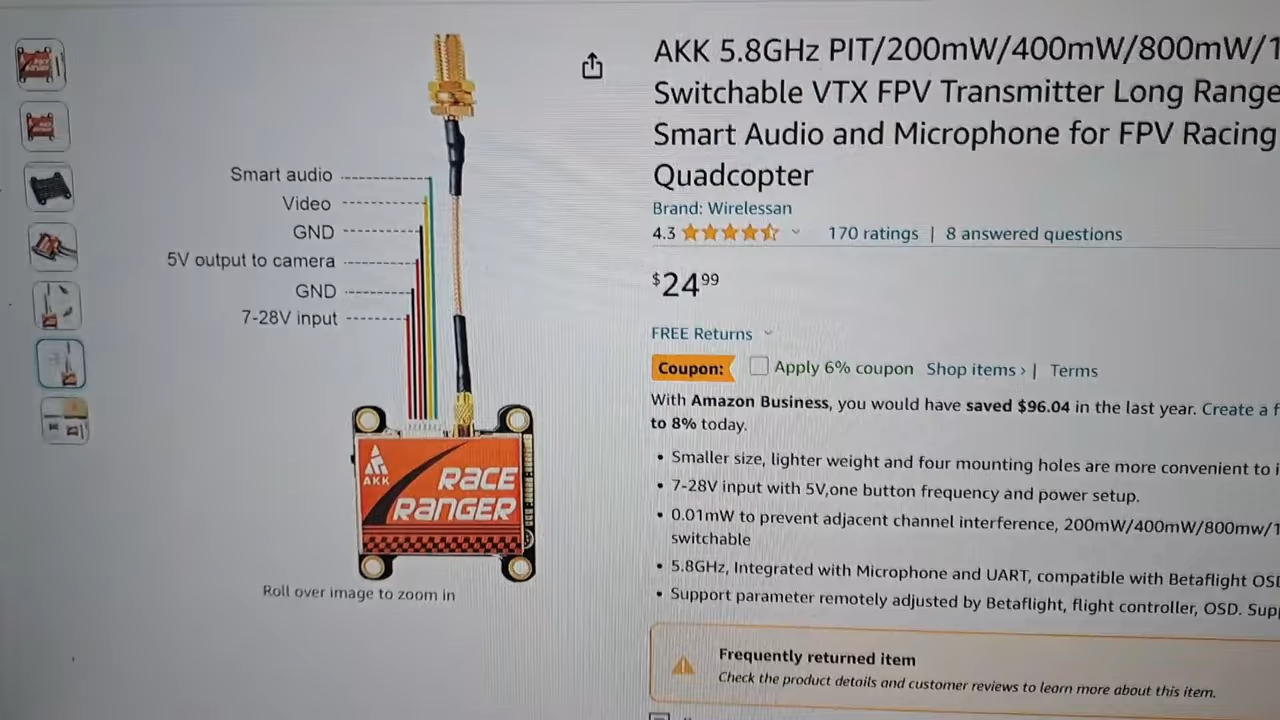 AKK 5.8GHz PIT/200mW/400mW/800mW/1
Switchable VTX FPV Transmitter Long Range
Smart Audio and Microphone for FPV Racing
Quadcopter
Brand: Wirelessan
4.3
170 ratings | 8 answered questions
$24⁹⁹
FREE Returns
Coupon: Apply 6% coupon Shop items › | Terms
With Amazon Business, you would have saved $96.04 in the last year. Create a f
to 8% today.
• Smaller size, lighter weight and four mounting holes are more convenient to i
• 7-28V input with 5V,one button frequency and power setup.
• 0.01mW to prevent adjacent channel interference, 200mW/400mW/800mw/1
switchable
• 5.8GHz, Integrated with Microphone and UART, compatible with Betaflight OSD
• Support parameter remotely adjusted by Betaflight, flight controller, OSD. Supp
Frequently returned item
Check the product details and customer reviews to learn more about this item.
Smart audio
Video
GND
5V output to camera
GND
7-28V input
AKK
RACE
RANGER
Roll over image to zoom in